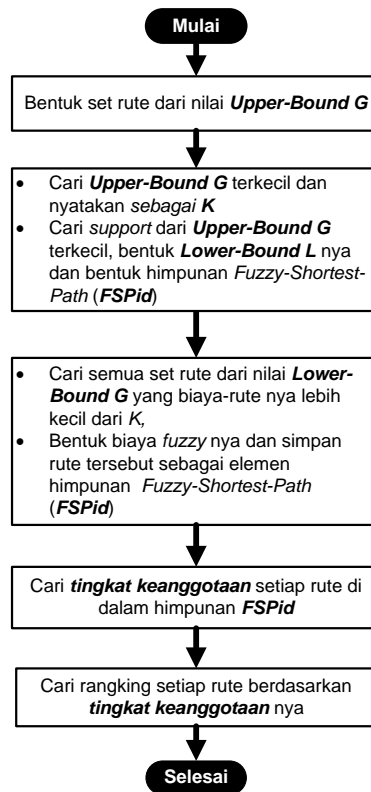 Mulai
Bentuk set rute dari nilai Upper-Bound G
• Cari Upper-Bound G terkecil dan
nyatakan sebagai K
• Cari support dari Upper-Bound G
terkecil, bentuk Lower-Bound L nya
dan bentuk himpunan Fuzzy-Shortest-
Path (FSPid)
• Cari semua set rute dari nilai Lower-
Bound G yang biaya-rute nya lebih
kecil dari K,
• Bentuk biaya fuzzy nya dan simpan
rute tersebut sebagai elemen
himpunan Fuzzy-Shortest-Path
(FSPid)
Cari tingkat keanggotaan setiap rute di
dalam himpunan FSPid
Cari rangking setiap rute berdasarkan
tingkat keanggotaan nya
Selesai